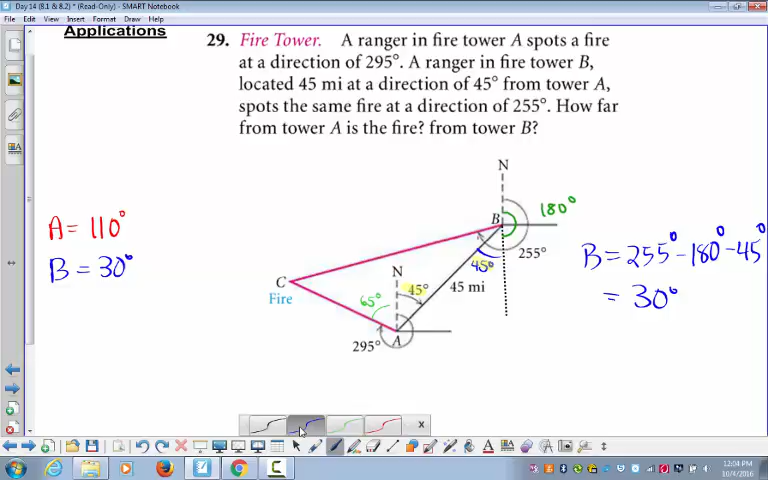 Day 14 (8.1 & 8.2) * (Read-Only) - SMART Notebook
File Edit View Insert Format Tools Draw Help
Applications
29. Fire Tower. A ranger in fire tower A spots a fire
at a direction of 295°. A ranger in fire tower B,
located 45 mi at a direction of 45° from tower A,
spots the same fire at a direction of 255°. How far
from tower A is the fire? from tower B?
N
B
180°
255°
45°
A = 110°
B = 30°
B = 255° - 180° - 45°
= 30°
C
Fire
N
45°
45 mi
65°
295°
A
x
A
12:04 PM
10/4/2016